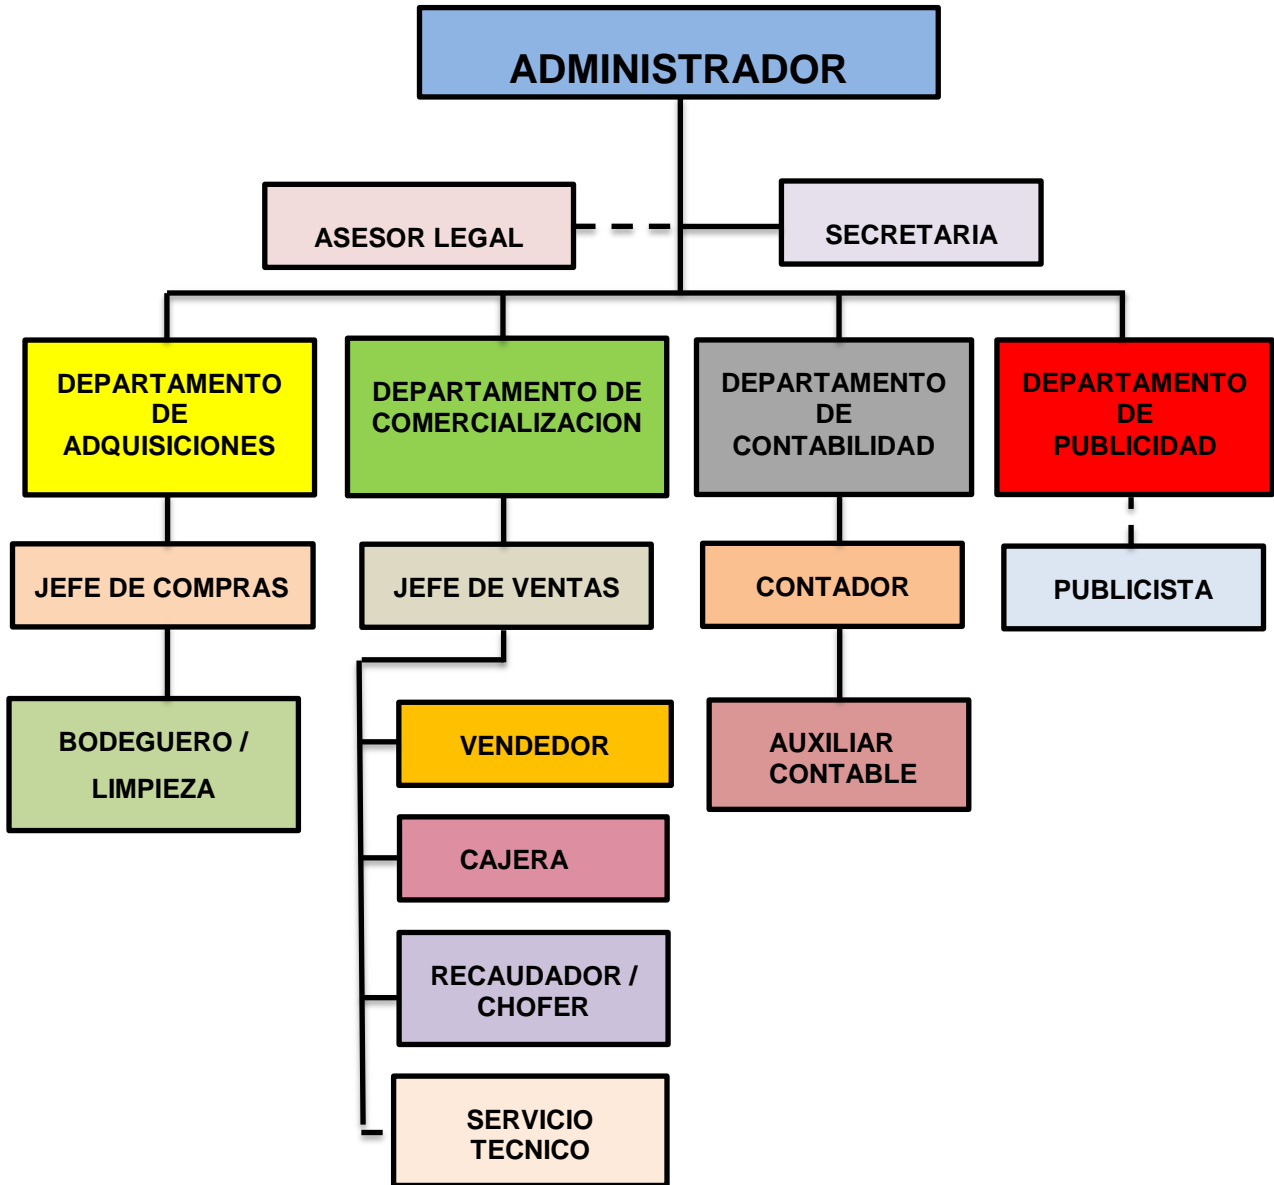 ADMINISTRADOR
ASESOR LEGAL
SECRETARIA
DEPARTAMENTO
DE
ADQUISICIONES
DEPARTAMENTO DE
COMERCIALIZACION
DEPARTAMENTO
DE
CONTABILIDAD
DEPARTAMENTO
DE
PUBLICIDAD
JEFE DE COMPRAS
JEFE DE VENTAS
CONTADOR
PUBLICISTA
BODEGUERO /
LIMPIEZA
VENDEDOR
AUXILIAR
CONTABLE
CAJERA
RECAUDADOR /
CHOFER
SERVICIO
TECNICO